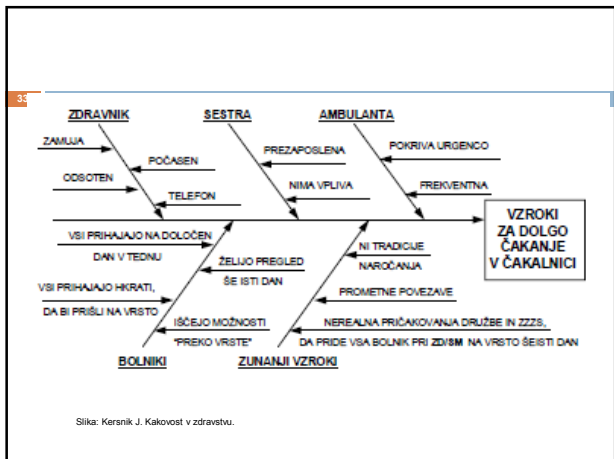 33
ZDRAVNIK
SESTRA
AMBULANTA
ZAMUJA
POČASEN
ODSOTEN
TELEFON
PREZAPOSLENA
NIMA VPLIVA
POKRIVA URGENCO
FREKVENTNA
VZROKI
ZA DOLGO
ČAKANJE
V ČAKALNICI
VSI PRIHAJAJO NA DOLOČEN
DAN V TEDNU
ŽELIJO PREGLED
ŠE ISTI DAN
VSI PRIHAJAJO HKRATI,
DA BI PRIŠLI NA VRSTO
IŠČEJO MOŽNOSTI
"PREKO VRSTE"
BOLNIKI
NI TRADICIJE
NAROČANJA
PROMETNE POVEZAVE
NEREALNA PRIČAKOVANJA DRUŽBE IN ZZZS,
DA PRIDE VSA BOLNIK PRI ZD/SM NA VRSTO ŠEISTI DAN
ZUNANJI VZROKI
Slika: Kersnik J. Kakovost v zdravstvu.